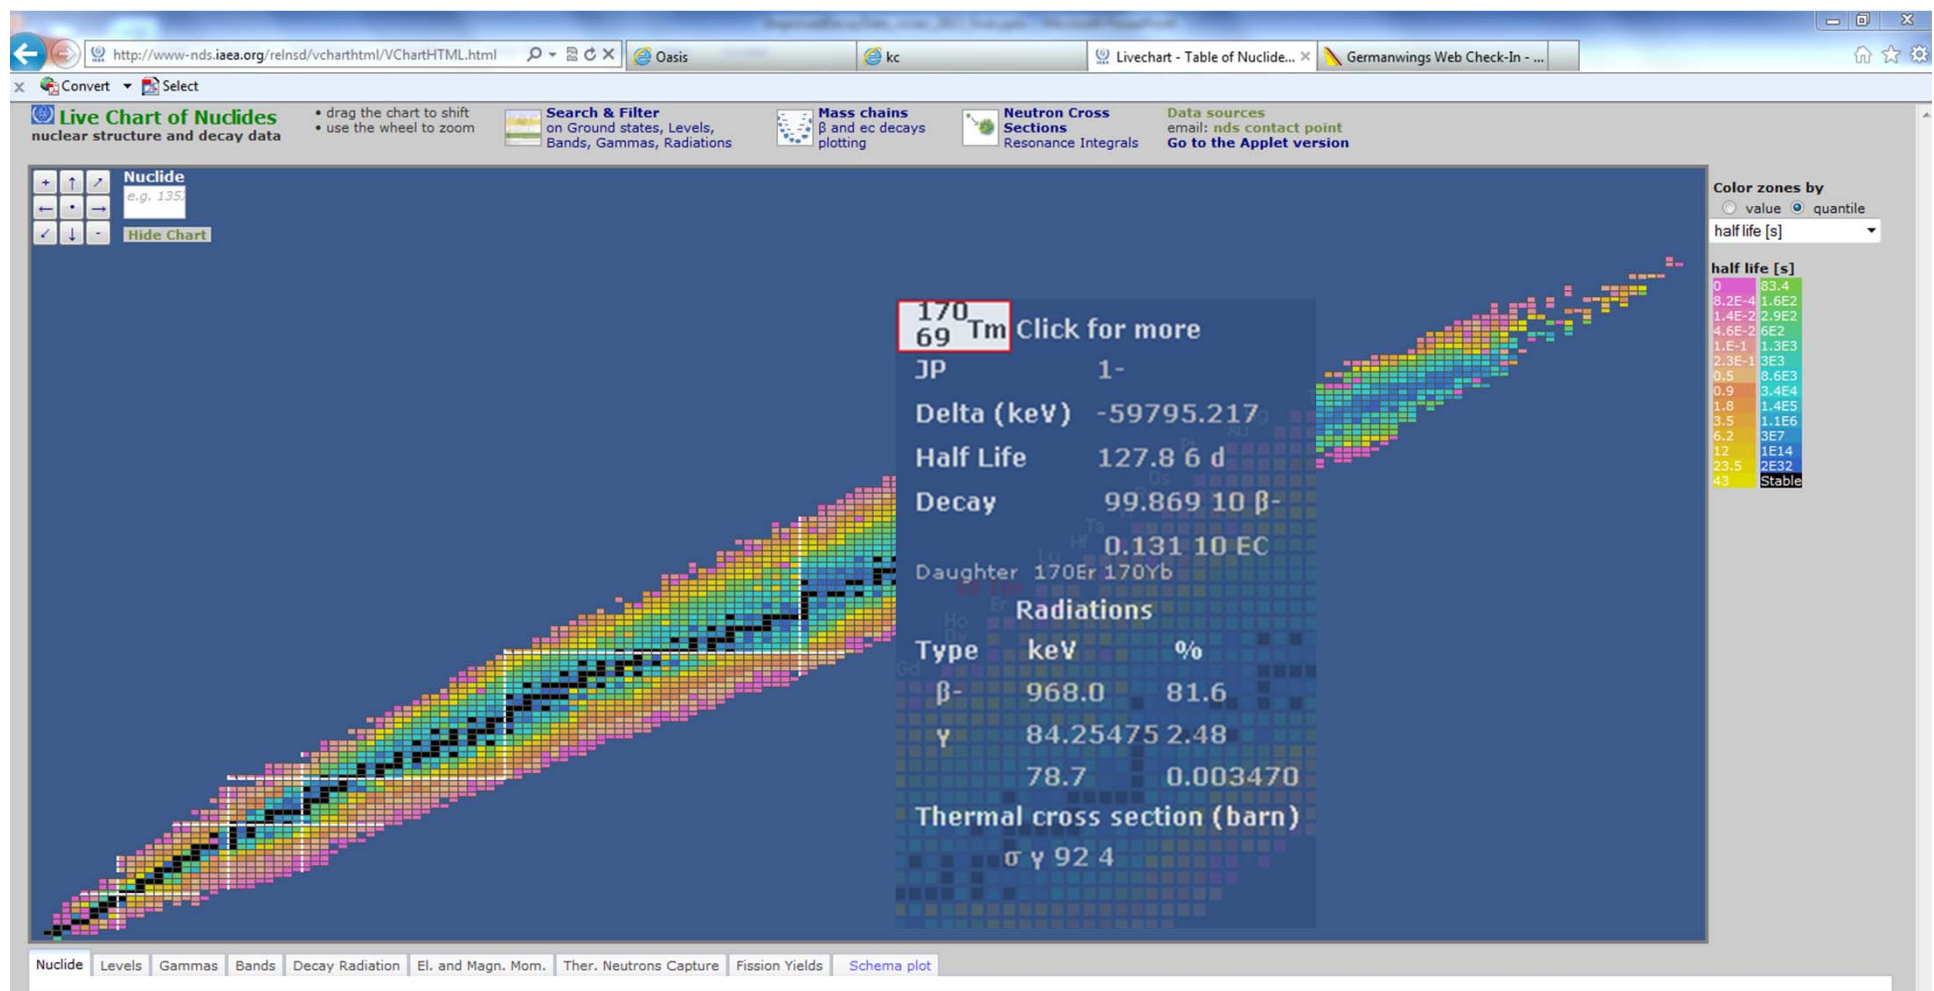 http://www-nds.iaea.org/relnsd/vcharthtml/VChartHTML.html
Oasis
kc
Livechart - Table of Nuclide...
Germanwings Web Check-In - ...
x Convert Select
Live Chart of Nuclides
nuclear structure and decay data
• drag the chart to shift
• use the wheel to zoom
Search & Filter
on Ground states, Levels,
Bands, Gammas, Radiations
Mass chains
β and ec decays
plotting
Neutron Cross
Sections
Resonance Integrals
Data sources
email: nds contact point
Go to the Applet version
Nuclide
e.g. 135
Hide Chart
Color zones by
value quantile
half life [s]
half life [s]
0 83.4
8.2E-4 1.6E2
1.4E-2 2.9E2
4.6E-2 6E2
1.E-1 1.3E3
2.3E-1 3E3
0.5 8.6E3
0.9 3.4E4
1.8 1.4E5
3.5 1.1E6
6.2 3E7
12 1E14
23.5 2E32
43 Stable
170
69 Tm Click for more
JP 1-
Delta (keV) -59795.217
Half Life 127.8 6 d
Decay 99.869 10 β-
0.131 10 EC
Daughter 170Er 170Yb
Radiations
Type keV %
β- 968.0 81.6
γ 84.25475 2.48
78.7 0.003470
Thermal cross section (barn)
σ γ 92 4
Nuclide Levels Gammas Bands Decay Radiation El. and Magn. Mom. Ther. Neutrons Capture Fission Yields Schema plot